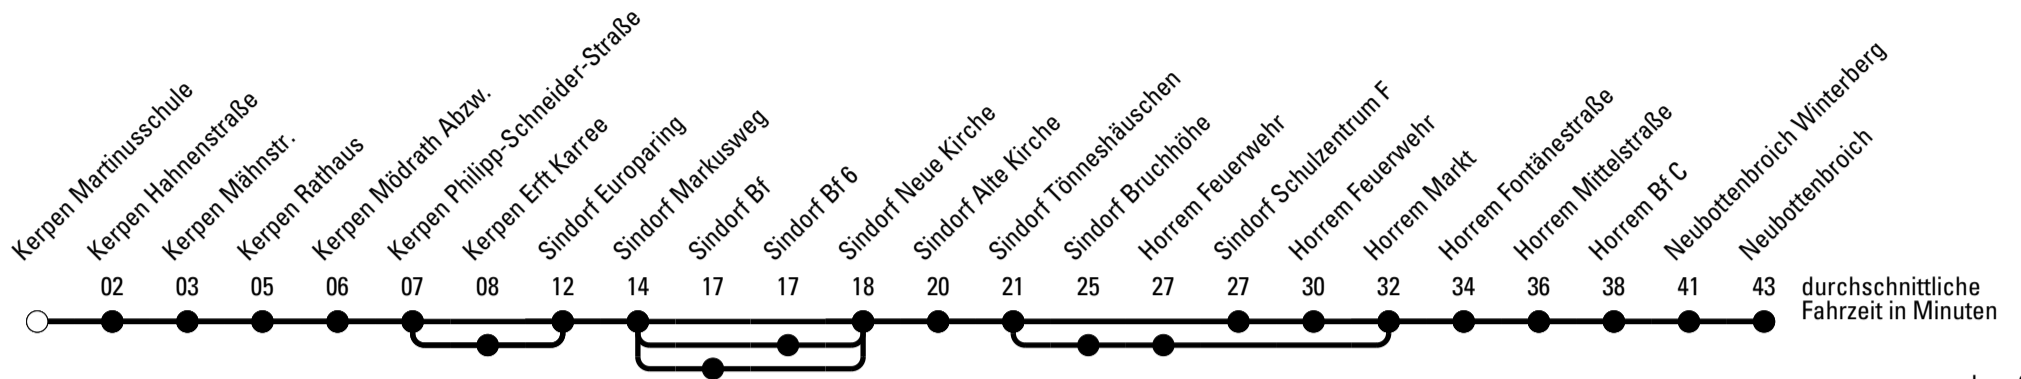 Kerpen Martinusschule
Kerpen Hahnenstraße
Kerpen Mähnstr.
Kerpen Rathaus
Kerpen Mödrath Abzw.
Kerpen Philipp-Schneider-Straße
Kerpen Erft Karree
Sindorf Europaring
Sindorf Markusweg
Sindorf Bf
Sindorf Bf 6
Sindorf Neue Kirche
Sindorf Alte Kirche
Sindorf Tönneshäuschen
Sindorf Bruchhöhe
Horrem Feuerwehr
Sindorf Schulzentrum F
Horrem Feuerwehr
Horrem Markt
Horrem Fontänestraße
Horrem Mittelstraße
Horrem Bf C
Neubottenbroich Winterberg
Neubottenbroich
02 03 05 06 07 08 12 14 17 17 18 20 21 25 27 27 30 32 34 36 38 41 43
durchschnittliche
Fahrzeit in Minuten